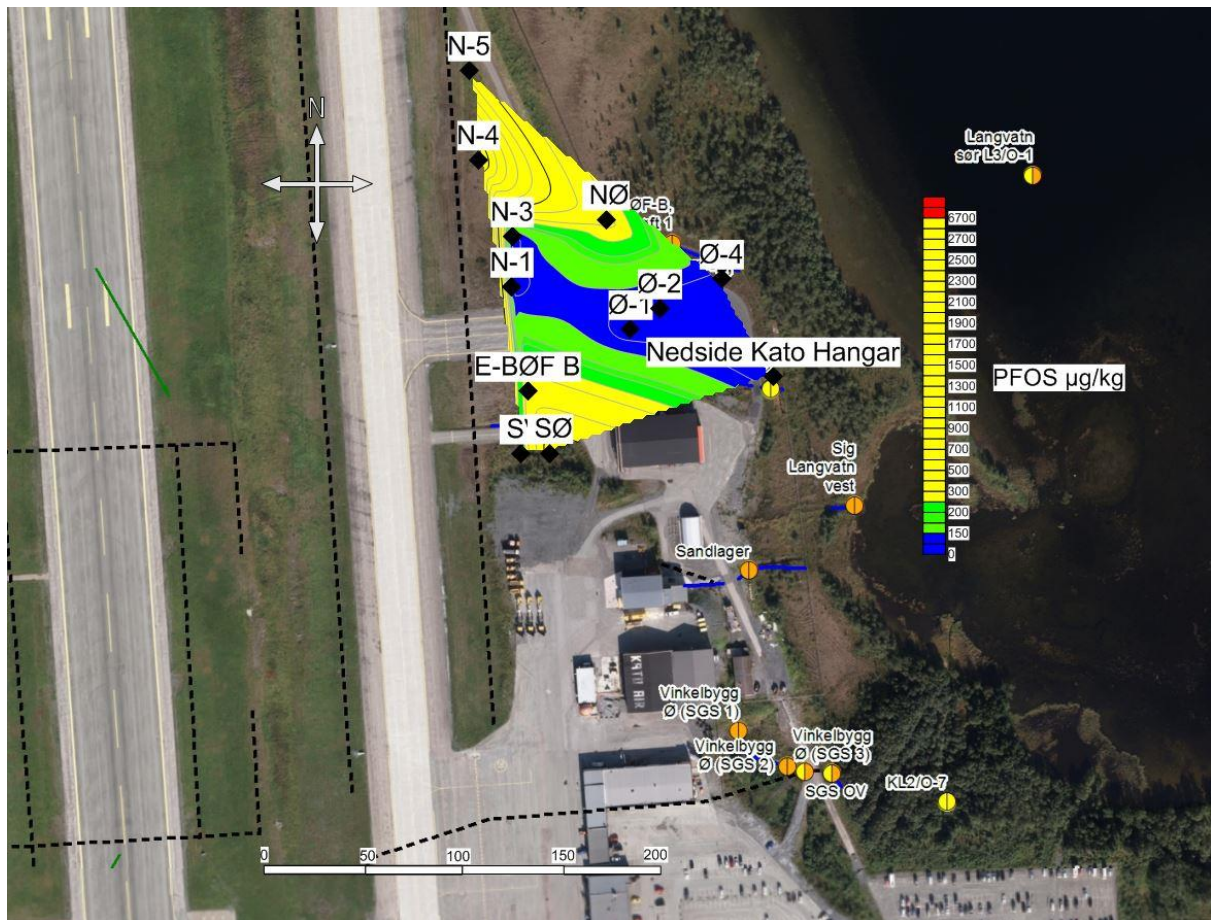 N-5
N
N-4
Langvatn
sør L3/O-1
NØ
ØF-B,
N-3
N-1
Ø-4
Ø-2
Ø-1
6700
2700
2500
2300
2100
1900
1700
1500
1300
1100
900
700
500
300
200
150
0
PFOS µg/kg
Nedside Kato Hangar
E-BØF B
SØ
Sig
Langvatn
vest
Sandlager
KATO AIR
Vinkelbygg
Ø (SGS 1)
Vinkelbygg
Ø (SGS 2)
Vinkelbygg
Ø (SGS 3)
SGS OV
KL2/O-7
0 50 100 150 200